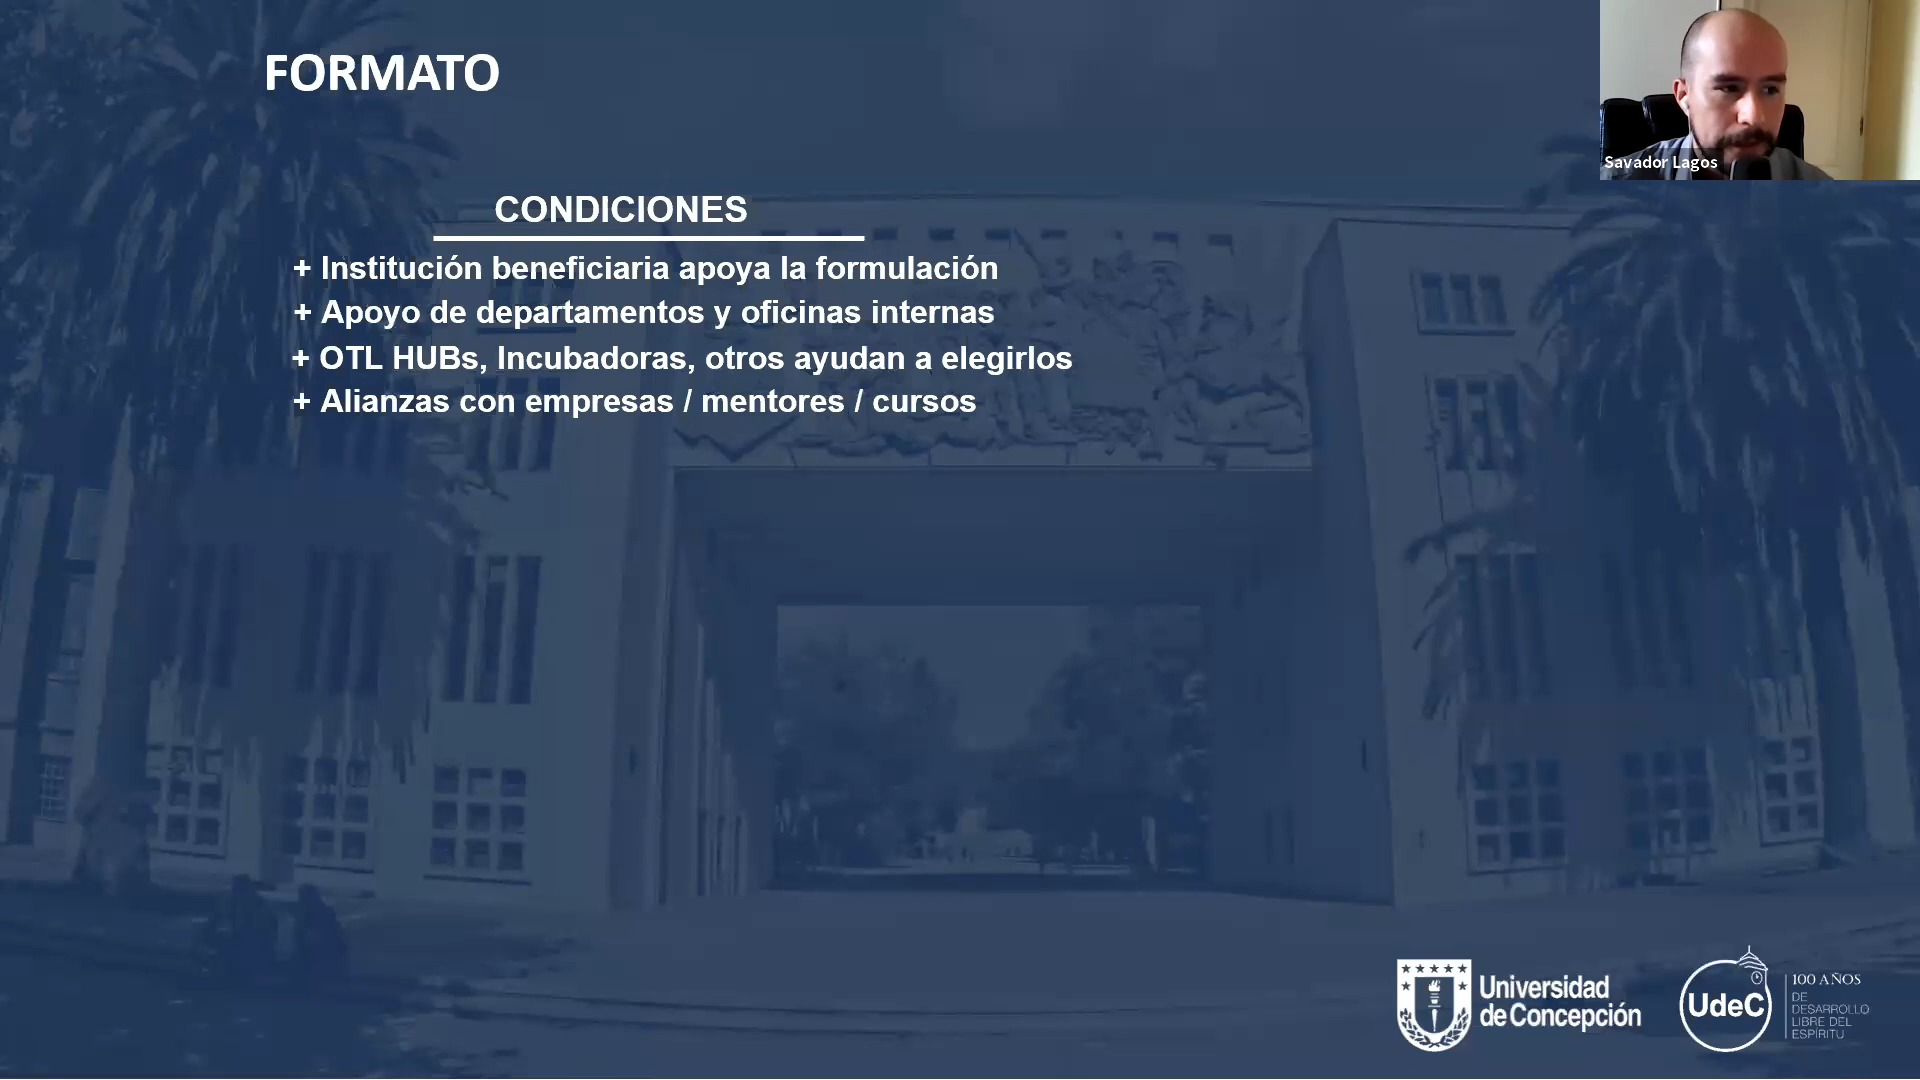 FORMATO
Savador Lagos
CONDICIONES
+ Institución beneficiaria apoya la formulación
+ Apoyo de departamentos y oficinas internas
+ OTL HUBs, Incubadoras, otros ayudan a elegirlos
+ Alianzas con empresas / mentores / cursos
Universidad
de Concepción
UdeC
100 AÑOS
DE
DESARROLLO
LIBRE DEL
ESPÍRITU